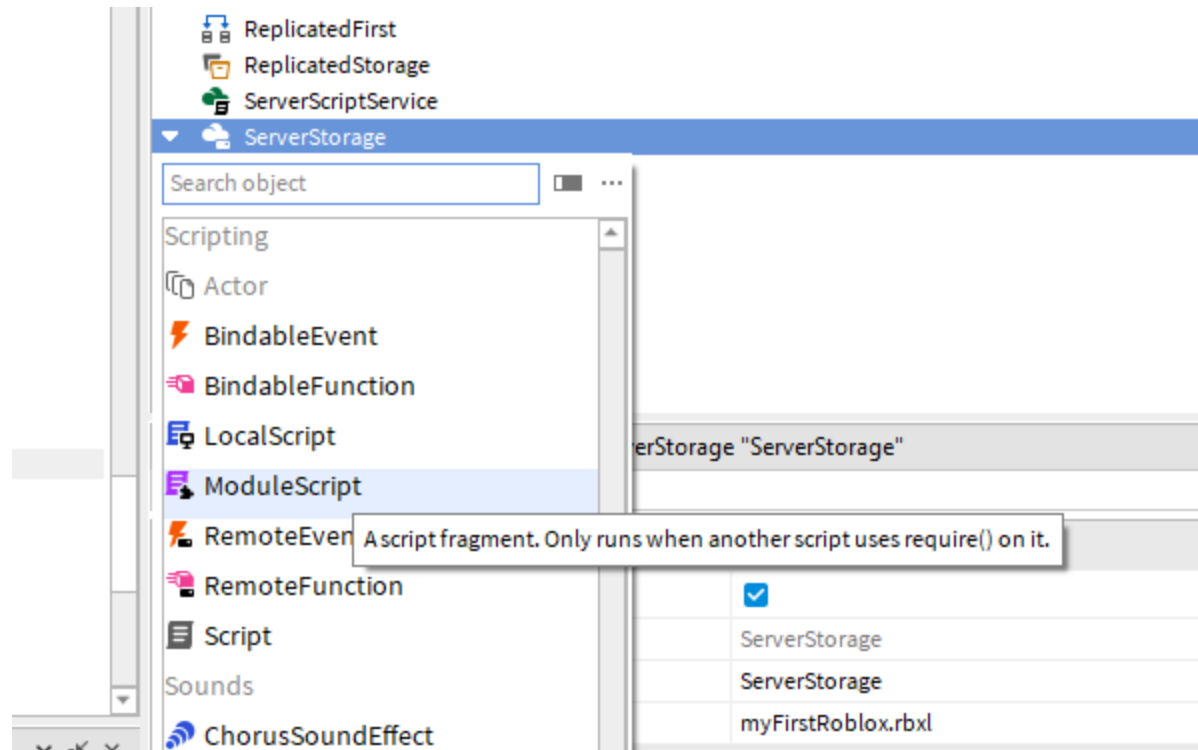 ReplicatedFirst
ReplicatedStorage
ServerScriptService
ServerStorage
Search object
Scripting
Actor
BindableEvent
BindableFunction
LocalScript
erStorage "ServerStorage"
ModuleScript
RemoteEven
A script fragment. Only runs when another script uses require() on it.
RemoteFunction
Script
ServerStorage
Sounds
ServerStorage
ChorusSoundEffect
myFirstRoblox.rbxl